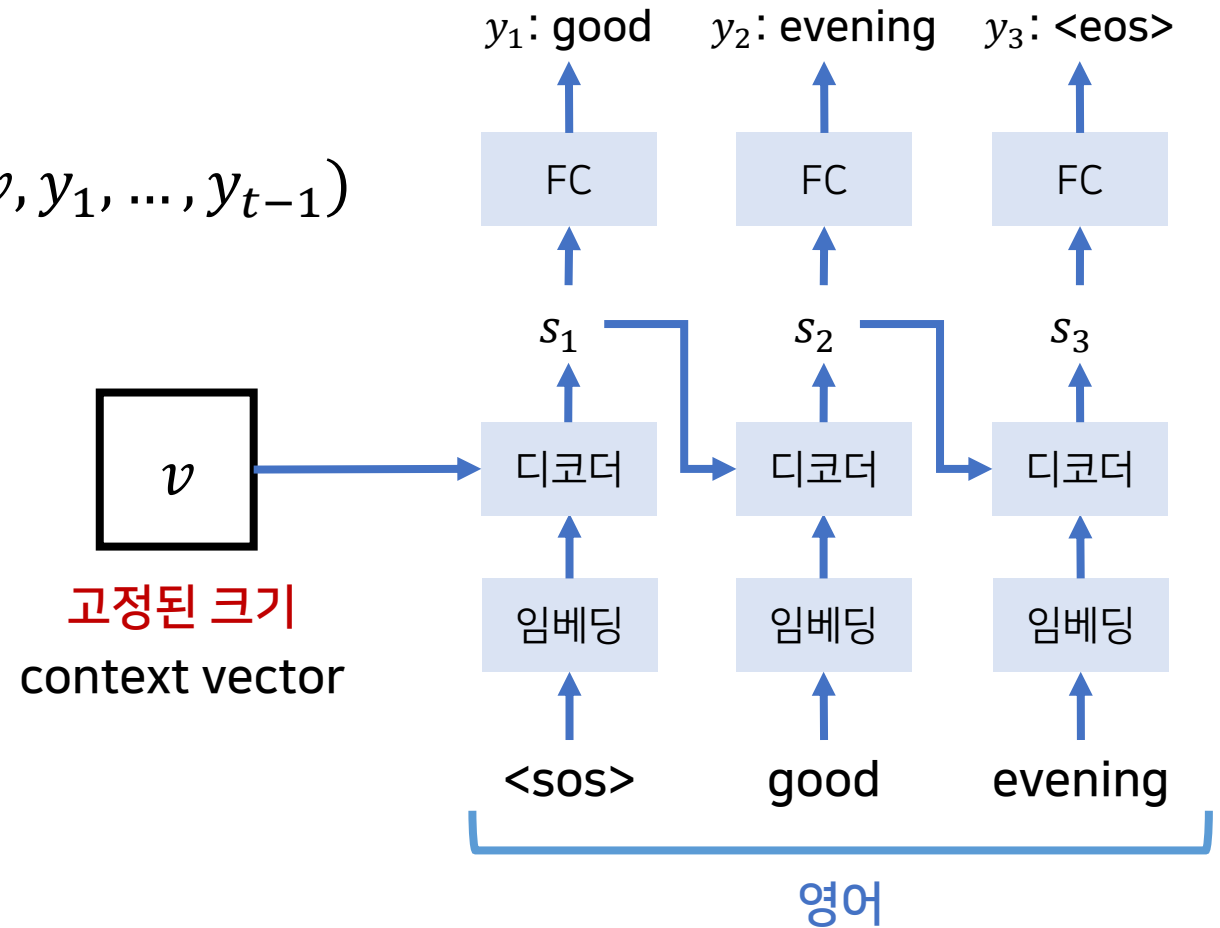 y₁: good y₂: evening y₃: <eos>
FC FC FC
, y₁, … , yₜ₋₁)
s₁ s₂ s₃
v 디코더 디코더 디코더
고정된 크기
임베딩 임베딩 임베딩
context vector
<sos> good evening
영어